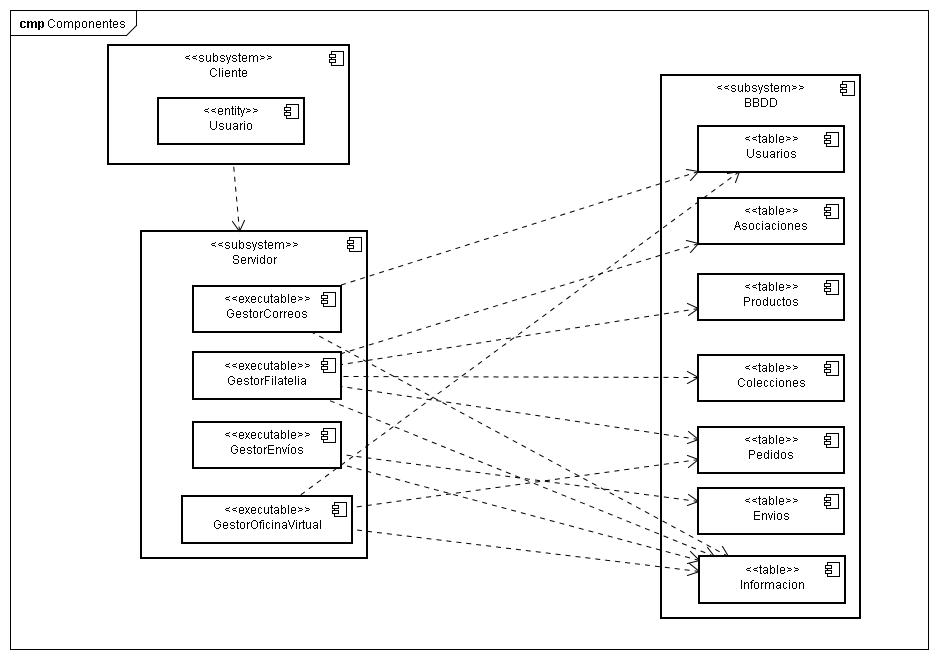 cmp Componentes
<<subsystem>>
Cliente
<<entity>>
Usuario
<<subsystem>>
Servidor
<<executable>>
GestorCorreos
<<executable>>
GestorFilatelia
<<executable>>
GestorEnvíos
<<executable>>
GestorOficinaVirtual
<<subsystem>>
BBDD
<<table>>
Usuarios
<<table>>
Asociaciones
<<table>>
Productos
<<table>>
Colecciones
<<table>>
Pedidos
<<table>>
Envios
<<table>>
Informacion